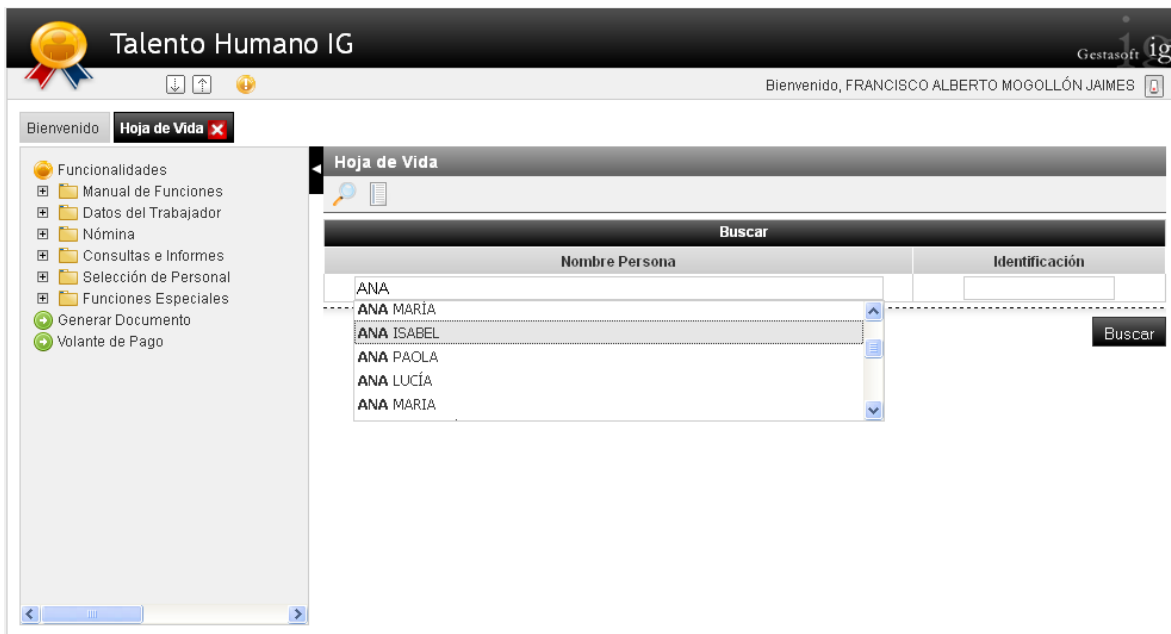 Talento Humano IG
ig
Gestasoft ig
Bienvenido, FRANCISCO ALBERTO MOGOLLÓN JAIMES
Bienvenido
Hoja de Vida
Funcionalidades
Manual de Funciones
Datos del Trabajador
Nómina
Consultas e Informes
Selección de Personal
Funciones Especiales
Generar Documento
Volante de Pago
Hoja de Vida
Buscar
Nombre Persona
Identificación
ANA
ANA MARÍA
ANA ISABEL
ANA PAOLA
ANA LUCÍA
ANA MARIA
Buscar